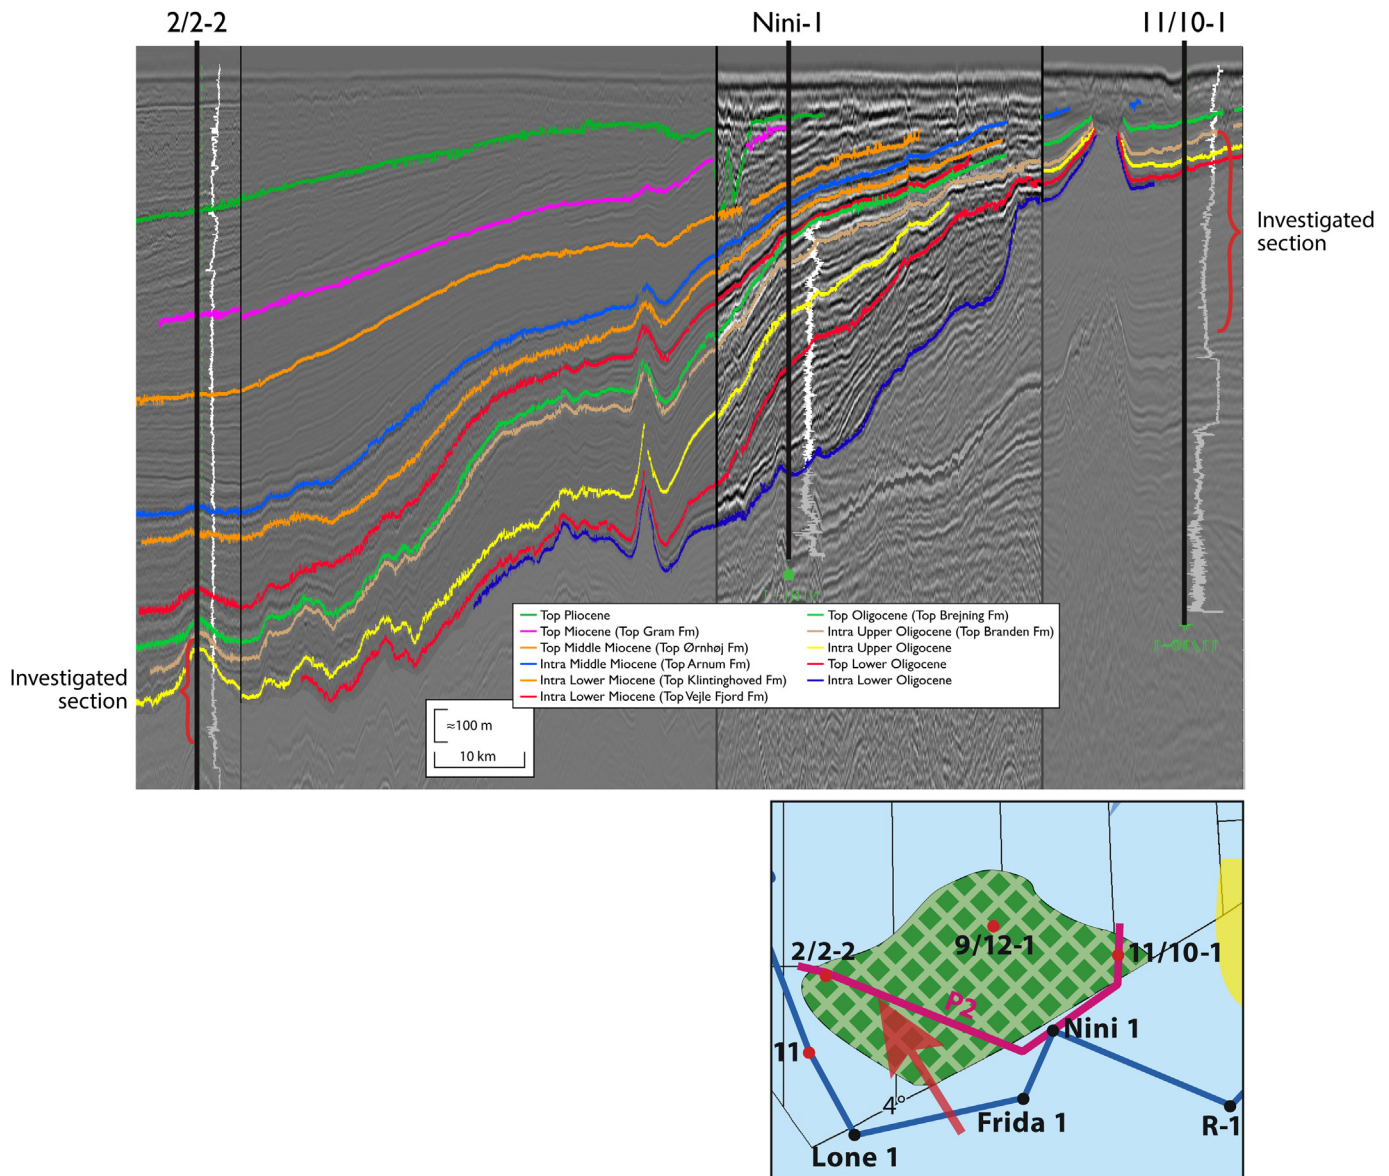 2/2-2
Nini-1
11/10-1
Investigated
section
Investigated
section
Top Pliocene
Top Miocene (Top Gram Fm)
Top Middle Miocene (Top Ørnhøj Fm)
Intra Middle Miocene (Top Arnum Fm)
Intra Lower Miocene (Top Klintinghoved Fm)
Intra Lower Miocene (Top Vejle Fjord Fm)
Top Oligocene (Top Brejning Fm)
Intra Upper Oligocene (Top Branden Fm)
Intra Upper Oligocene
Top Lower Oligocene
Intra Lower Oligocene
≈100 m
10 km
2/2-2
9/12-1
11/10-1
P2
Nini 1
11
4°
Frida 1
R-1
Lone 1